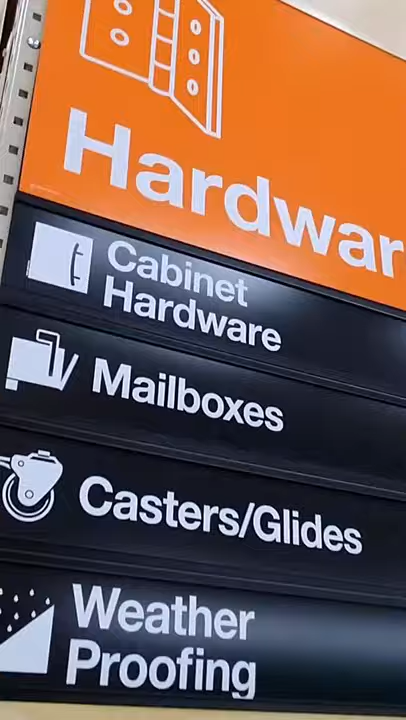 Hardwar
Cabinet
Hardware
Mailboxes
Casters/Glides
Weather
Proofing